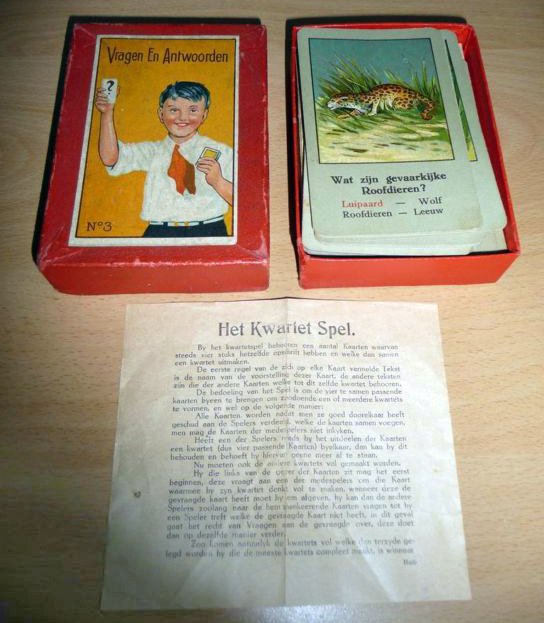 Vragen En Antwoorden
?
Nº3
Wat zijn gevaarkijke
Roofdieren?
Luipaard — Wolf
Roofdieren — Leeuw
Het Kwartet Spel.
By het kwartetspel behooren een aantal Kaarten waarvan
steeds vier stuks hetzelfde opschrift hebben en welke dan samen
een kwartet uitmaken.
De eerste regel van de zich op elke Kaart vermelde Tekst
is de naam van de voorstelling dezer Kaart, de andere teksten
zijn die der andere Kaarten welke tot dit zelfde kwartet behooren.
De bedoeling van het Spel is om de vier te samen passende
kaarten byeen te brengen om zoodoende een of meerdere kwartets
te vormen, en wel op de volgende manier:
Alle Kaarten worden nadat men ze goed doorelkaar heeft
geschud aan de Spelers verdeeld, welke de kaarten samen voegen,
men mag de Kaarten der medespelers niet inkyken.
Heeft een der Spelers reeds by het uitdeelen der Kaarten
een kwartet (dus vier passende Kaarten) byelkaar, dan kan hy dit
behouden en behoeft hy hiervan geene meer af te staan.
Nu moeten ook de andere kwartets vol gemaakt worden.
Hy die links van de gever der Kaarten zit mag het eerst
beginnen, deze vraagt aan een der medespelers om die Kaart
waarmee hy zyn kwartet denkt vol te maken, wanneer deze de
gevraagde kaart heeft moet hy em afgeven, hy kan dan de andere
Spelers zoolang naar de hem mankeerende Kaarten vragen tot hy
een Speler treft welke de gevraagde Kaart niet heeft, in dit geval
gaat het recht van Vragen aan de gevraagde over, deze doet
dan op dezelfde manier verder.
Zoo komen aanstonds de kwartets vol welke dan terzyde ge-
legd worden hy die de meeste kwartets compleet maakt, is winnaar